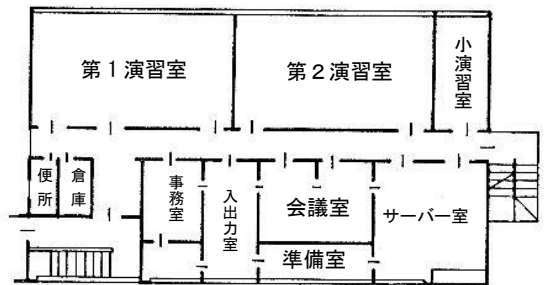 第１演習室
第２演習室
小演習室
便所
倉庫
事務室
入出力室
会議室
サーバー室
準備室